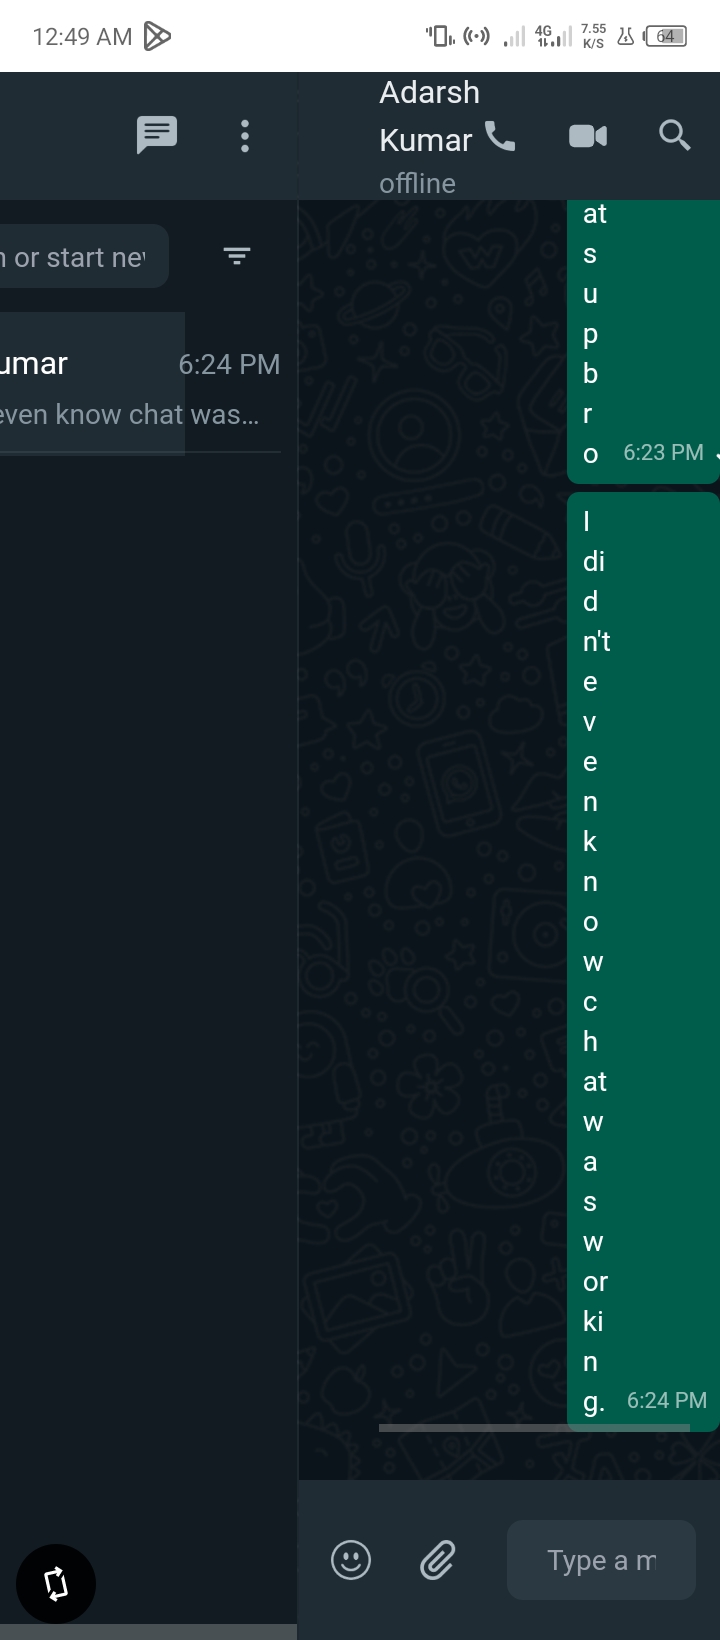 12:49 AM
4G
7.55
K/S
64
Adarsh
Kumar
offline
or start ne
umar
6:24 PM
even know chat was...
at
s
u
p
b
r
o
6:23 PM
I
di
d
n't
e
v
e
n
k
n
o
w
c
h
at
w
a
s
w
or
ki
n
g.
6:24 PM
Type a m